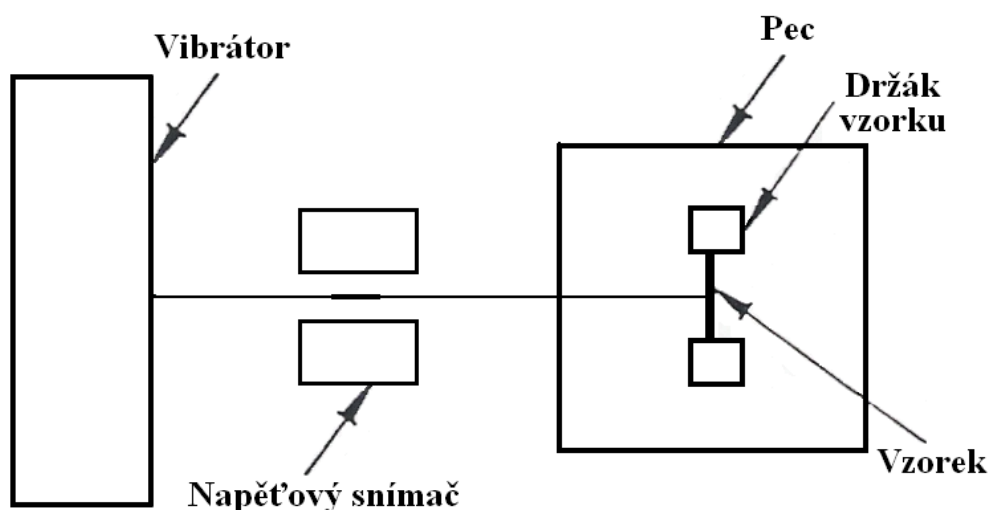 Vibrátor
Pec
Držák
vzorku
Vzorek
Napěťový snímač